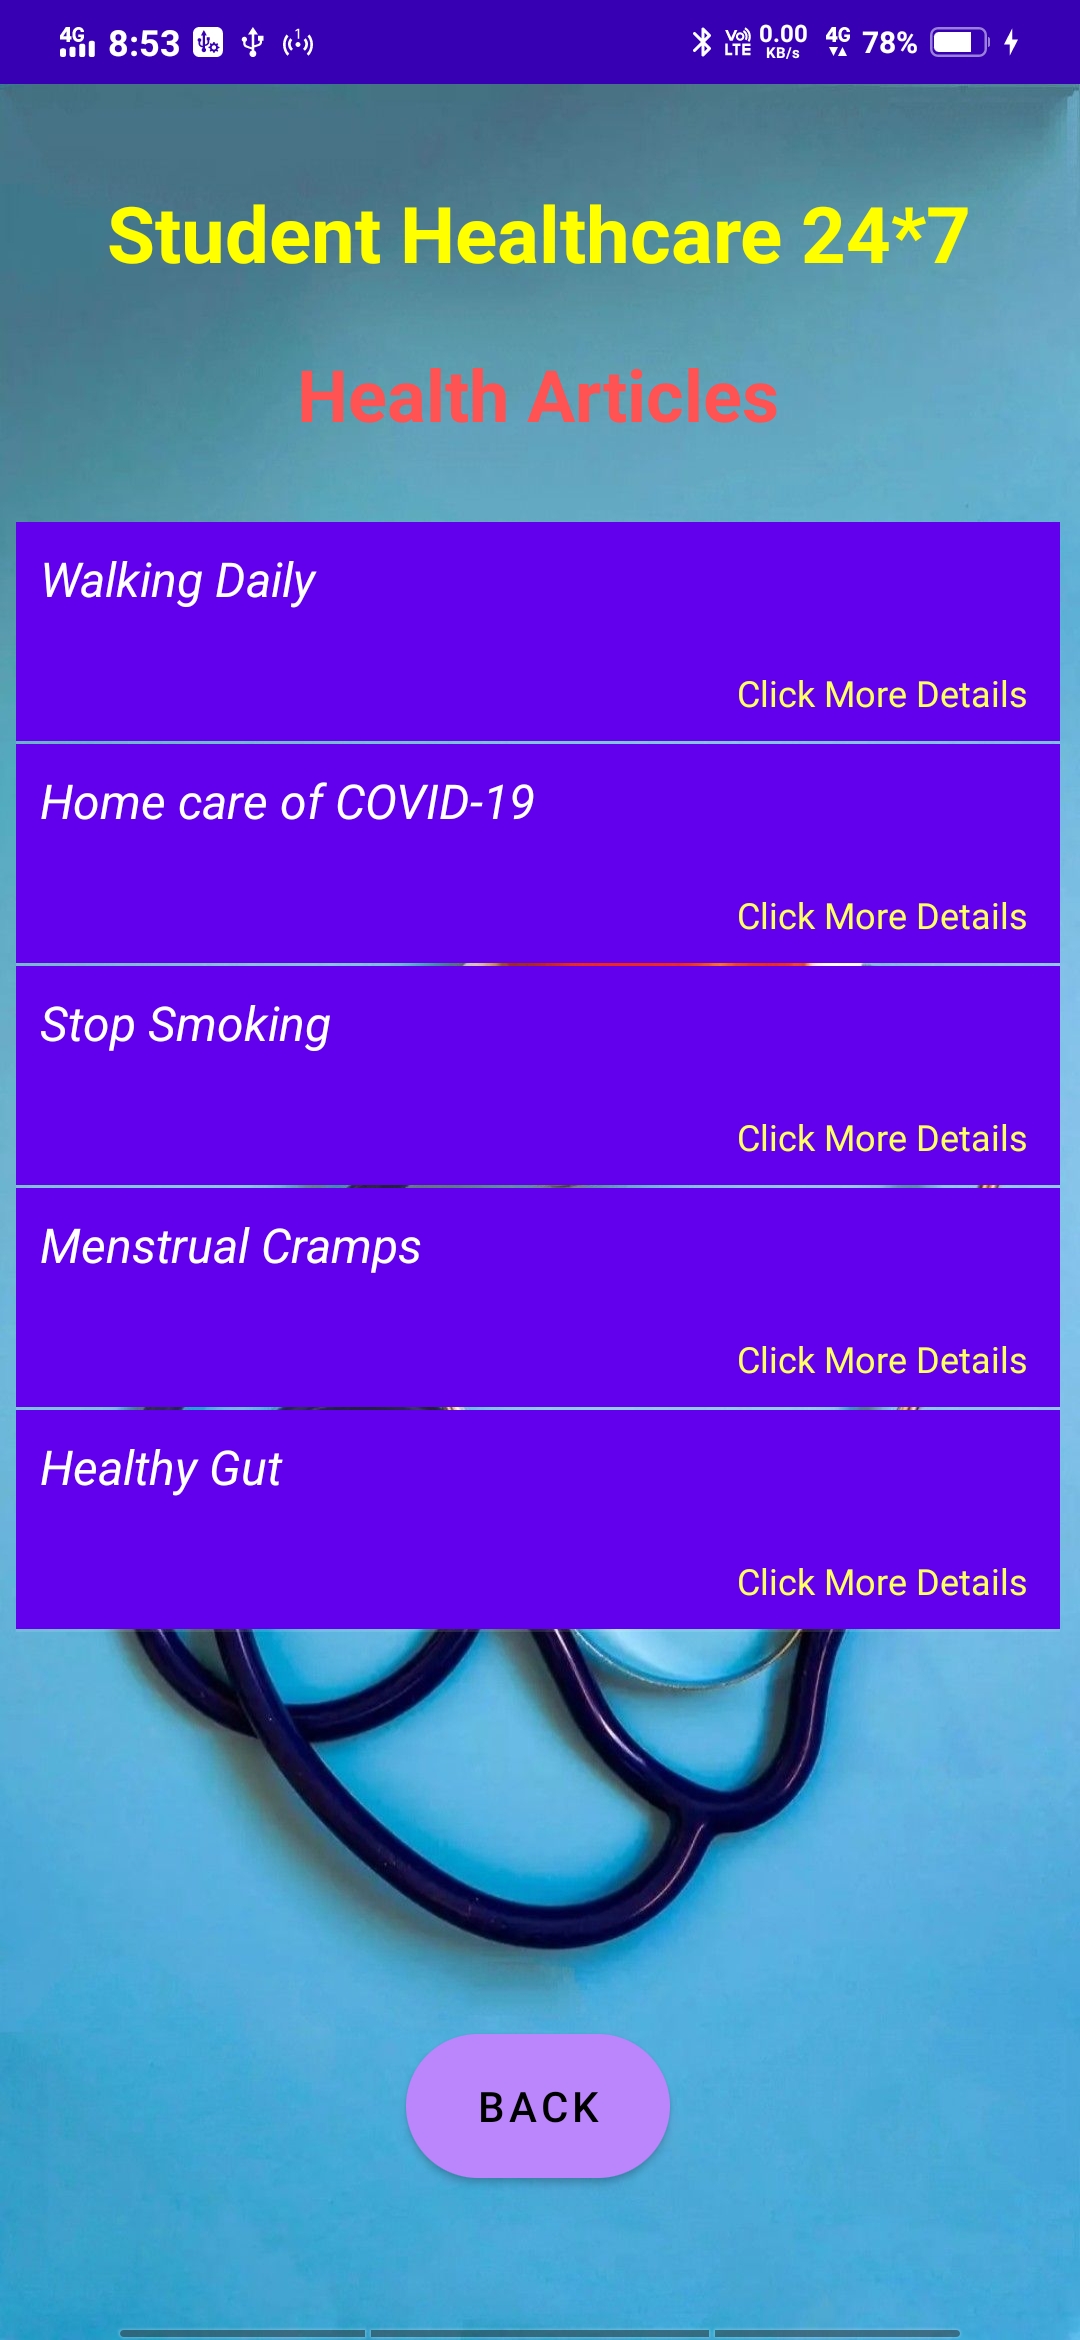 4G 8:53 Vo) LTE 0.00 KB/s 4G 78%
Student Healthcare 24*7
Health Articles
Walking Daily
Click More Details
Home care of COVID-19
Click More Details
Stop Smoking
Click More Details
Menstrual Cramps
Click More Details
Healthy Gut
Click More Details
BACK